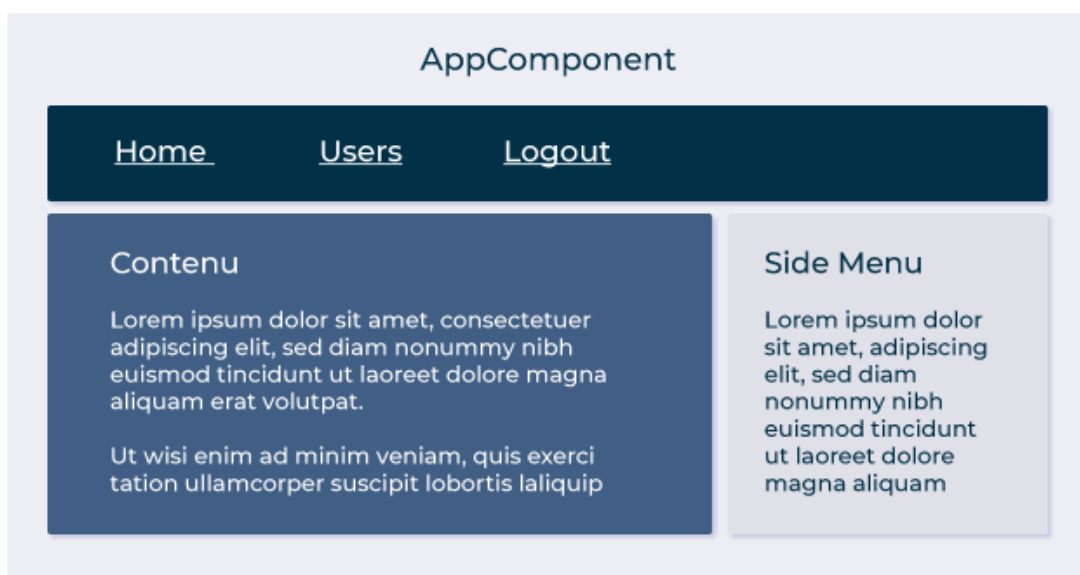 AppComponent
Home Users Logout
Contenu
Lorem ipsum dolor sit amet, consectetuer
adipiscing elit, sed diam nonummy nibh
euismod tincidunt ut laoreet dolore magna
aliquam erat volutpat.
Ut wisi enim ad minim veniam, quis exerci
tation ullamcorper suscipit lobortis laliquip
Side Menu
Lorem ipsum dolor
sit amet, adipiscing
elit, sed diam
nonummy nibh
euismod tincidunt
ut laoreet dolore
magna aliquam